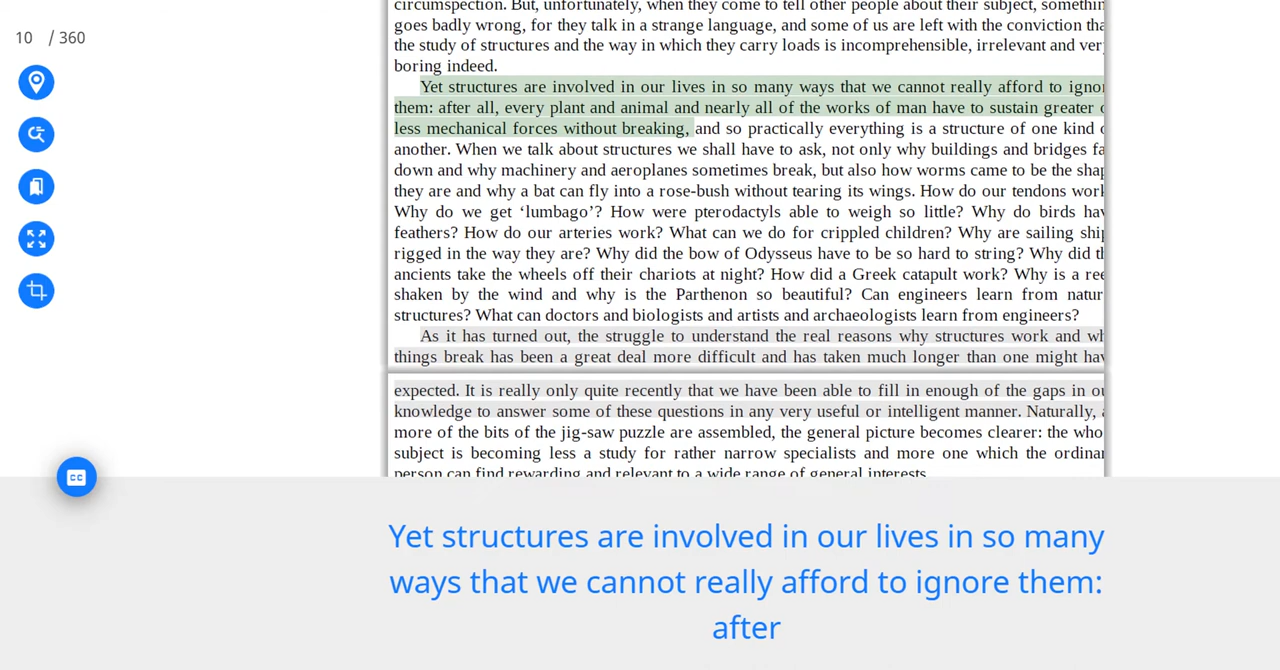 10 / 360
circumspection. But, unfortunately, when they come to tell other people about their subject,
goes badly wrong, for they talk in a strange language, and some of us are left with the conviction
the study of structures and the way in which they carry loads is incomprehensible, irrelevant and
boring indeed.
Yet structures are involved in our lives in so many ways that we cannot really afford to
them: after all, every plant and animal and nearly all of the works of man have to sustain greater
less mechanical forces without breaking, and so practically everything is a structure of one kind
another. When we talk about structures we shall have to ask, not only why buildings and bridges
down and why machinery and aeroplanes sometimes break, but also how worms came to be the
they are and why a bat can fly into a rose-bush without tearing its wings. How do our tendons
Why do we get ‘lumbago’? How were pterodactyls able to weigh so little? Why do birds
feathers? How do our arteries work? What can we do for crippled children? Why are sailing
rigged in the way they are? Why did the bow of Odysseus have to be so hard to string? Why did
ancients take the wheels off their chariots at night? How did a Greek catapult work? Why is a
shaken by the wind and why is the Parthenon so beautiful? Can engineers learn from
structures? What can doctors and biologists and artists and archaeologists learn from engineers?
As it has turned out, the struggle to understand the real reasons why structures work and
things break has been a great deal more difficult and has taken much longer than one might
expected. It is really only quite recently that we have been able to fill in enough of the gaps in
knowledge to answer some of these questions in any very useful or intelligent manner. Naturally,
more of the bits of the jig-saw puzzle are assembled, the general picture becomes clearer: the
subject is becoming less a study for rather narrow specialists and more one which the
person can find rewarding and relevant to a wide range of general interests.
CC
Yet structures are involved in our lives in so many
ways that we cannot really afford to ignore them:
after